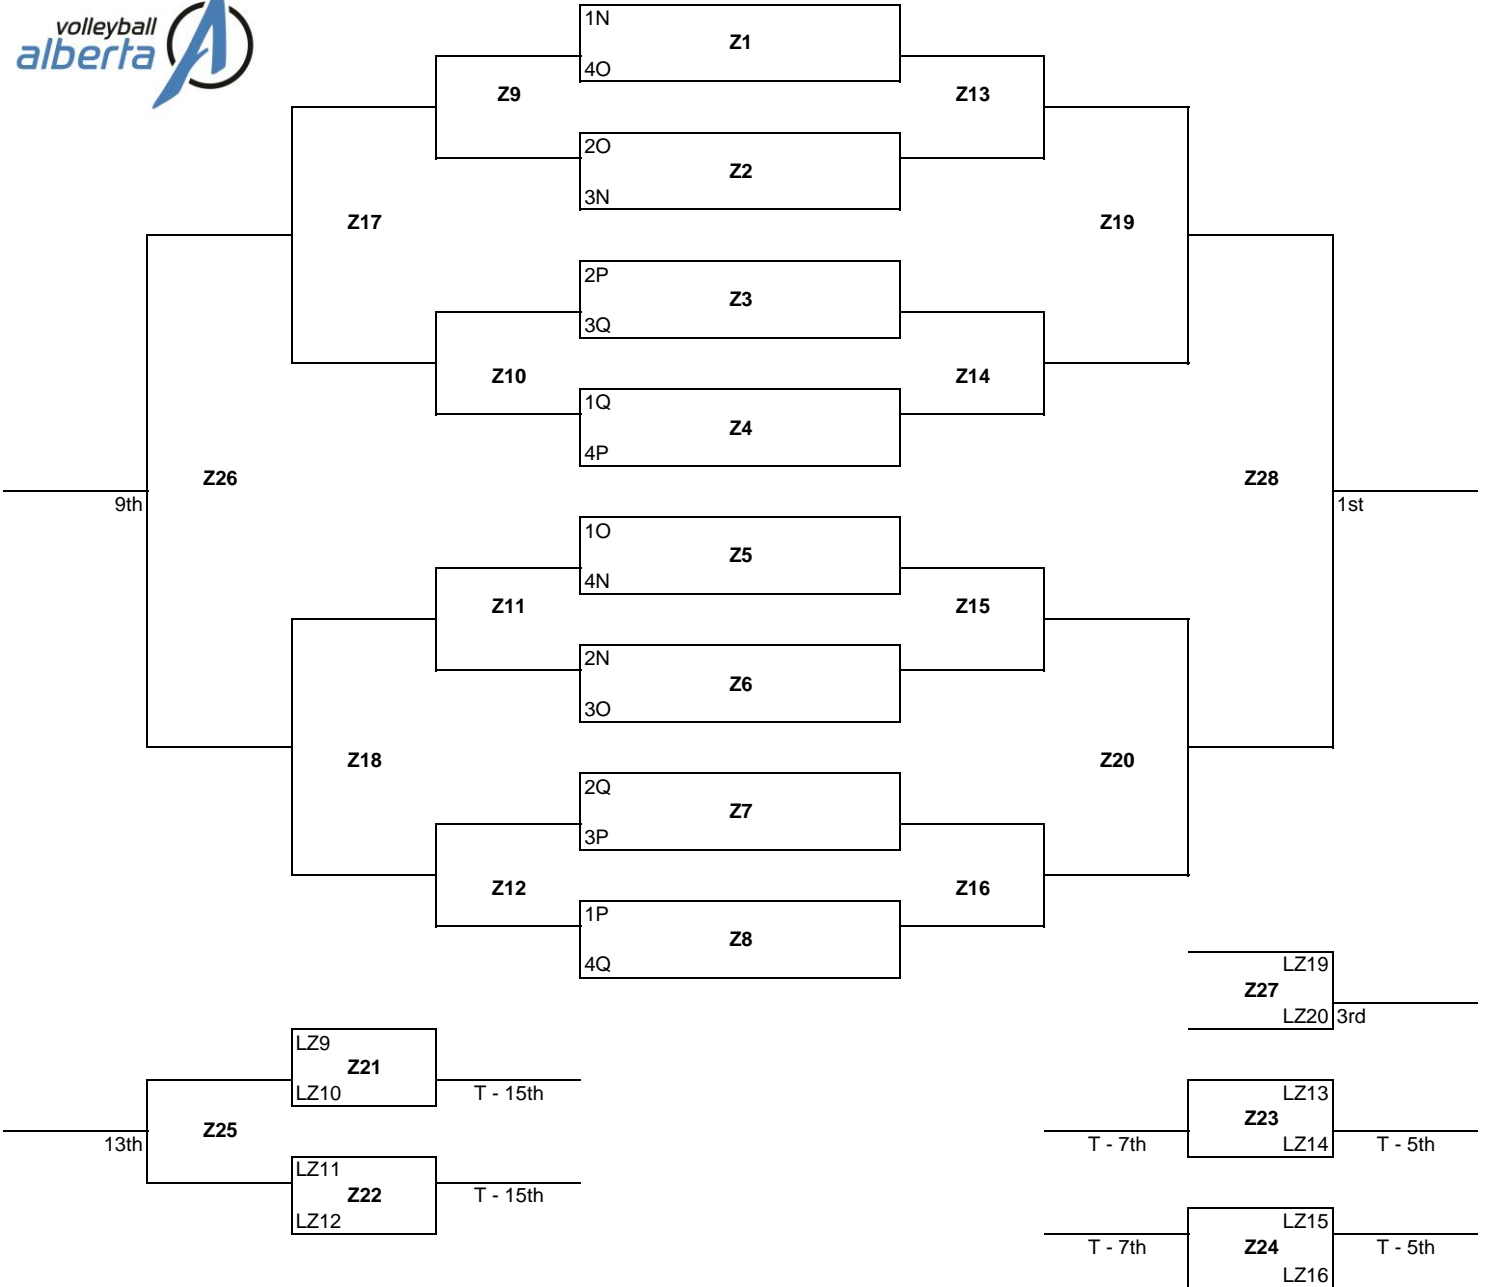 volleyball
alberta
1N
Z1
4O
Z9
Z13
2O
Z2
3N
Z17
Z19
2P
Z3
3Q
Z10
Z14
1Q
Z4
4P
Z26
Z28
9th
1st
1O
Z5
4N
Z11
Z15
2N
Z6
3O
Z18
Z20
2Q
Z7
3P
Z12
Z16
1P
Z8
4Q
LZ19
Z27
LZ20
3rd
LZ9
Z21
LZ10
T - 15th
Z25
13th
LZ11
Z22
LZ12
T - 15th
LZ13
Z23
LZ14
T - 7th
T - 5th
LZ15
Z24
LZ16
T - 7th
T - 5th